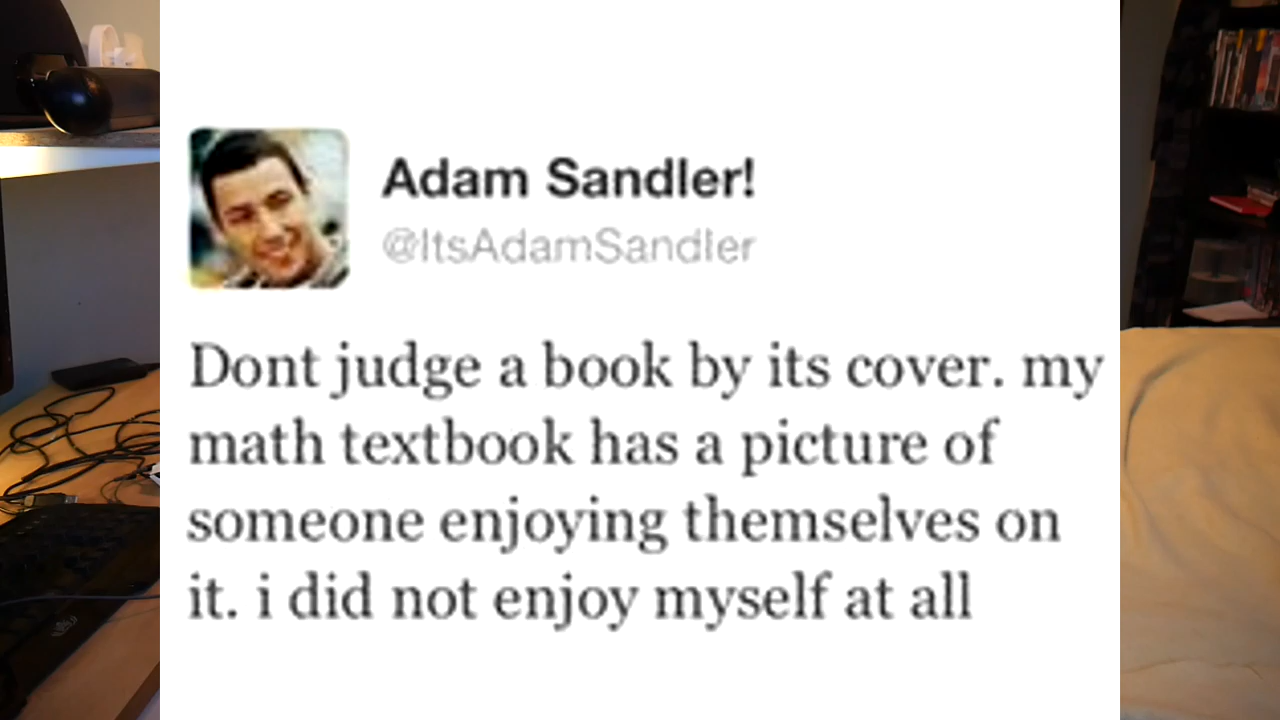 Adam Sandler!
@ItsAdamSandler
Dont judge a book by its cover. my
math textbook has a picture of
someone enjoying themselves on
it. i did not enjoy myself at all